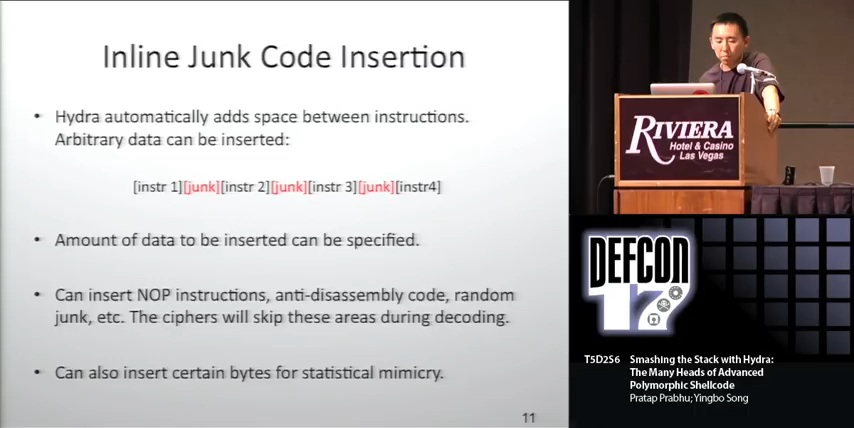 Inline Junk Code Insertion
• Hydra automatically adds space between instructions.
Arbitrary data can be inserted:
[instr 1][junk][instr 2][junk][instr 3][junk][instr4]
• Amount of data to be inserted can be specified.
• Can insert NOP instructions, anti-disassembly code, random
junk, etc. The ciphers will skip these areas during decoding.
• Can also insert certain bytes for statistical mimicry.
11
RIVIERA
Hotel & Casino
Las Vegas
DEFCON
17
T5D2S6
Smashing the Stack with Hydra:
The Many Heads of Advanced
Polymorphic Shellcode
Pratap Prabhu; Yingbo Song